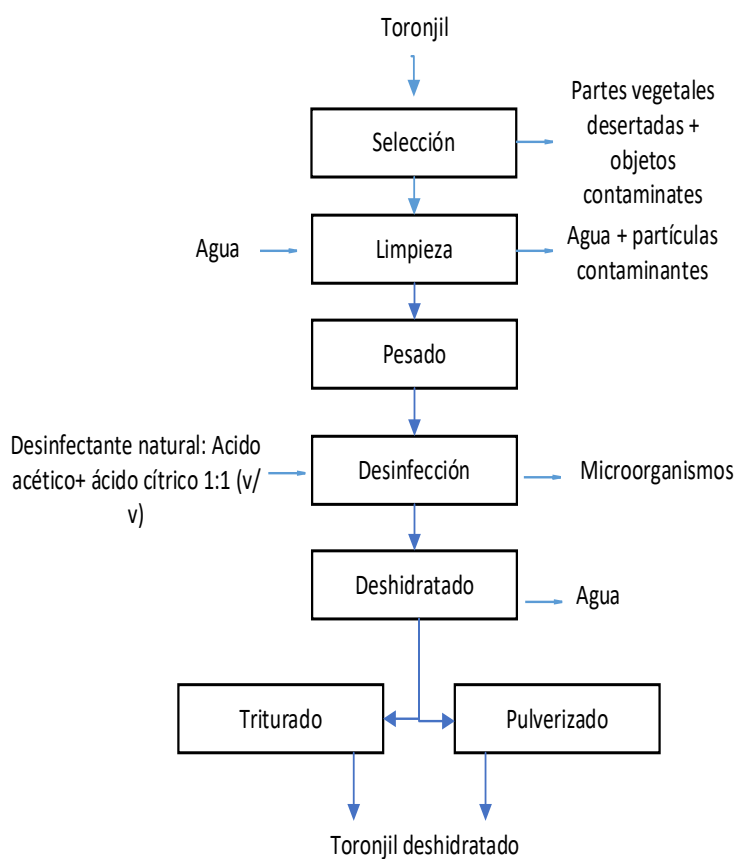 Toronjil
Selección
Partes vegetales
desertadas +
objetos
contaminates
Agua
Limpieza
Agua + partículas
contaminantes
Pesado
Desinfectante natural: Acido
acético+ ácido cítrico 1:1 (v/
v)
Desinfección
Microorganismos
Deshidratado
Agua
Triturado
Pulverizado
Toronjil deshidratado